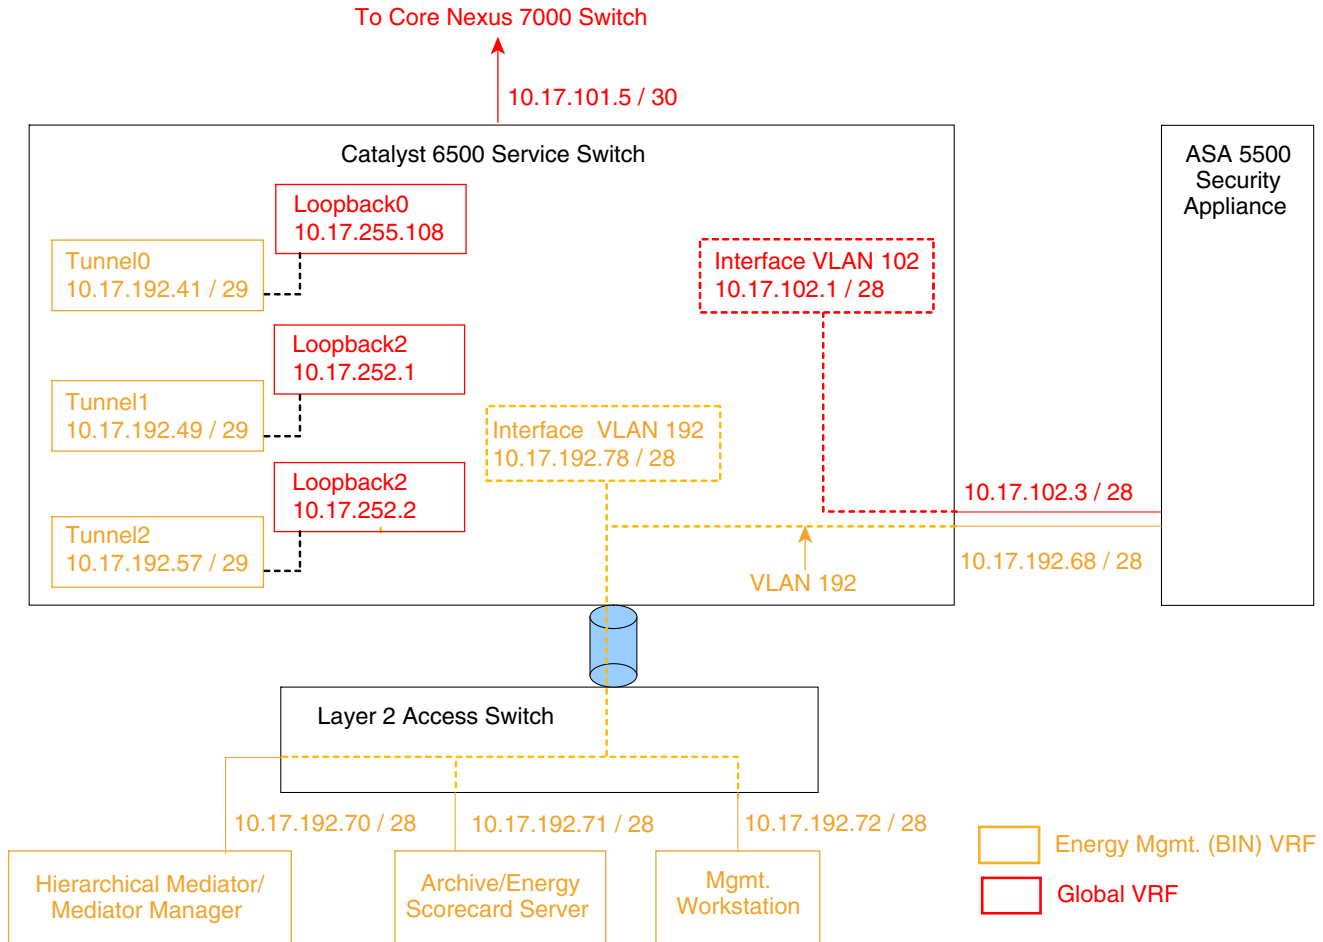 To Core Nexus 7000 Switch
10.17.101.5 / 30
Catalyst 6500 Service Switch
ASA 5500
Security
Appliance
Loopback0
10.17.255.108
Tunnel0
10.17.192.41 / 29
Interface VLAN 102
10.17.102.1 / 28
Loopback2
10.17.252.1
Tunnel1
10.17.192.49 / 29
Interface  VLAN 192
10.17.192.78 / 28
Loopback2
10.17.252.2
Tunnel2
10.17.192.57 / 29
10.17.102.3 / 28
10.17.192.68 / 28
VLAN 192
Layer 2 Access Switch
10.17.192.70 / 28
10.17.192.71 / 28
10.17.192.72 / 28
Hierarchical Mediator/
Mediator Manager
Archive/Energy
Scorecard Server
Mgmt.
Workstation
Energy Mgmt. (BIN) VRF
Global VRF